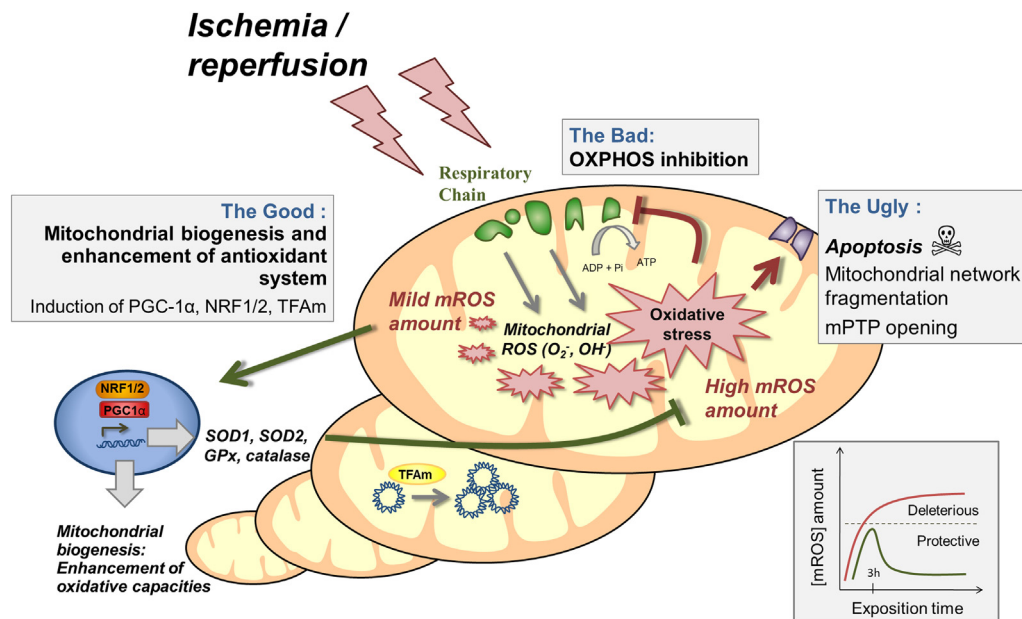 Ischemia /
reperfusion
The Bad:
OXPHOS inhibition
Respiratory
Chain
The Good :
Mitochondrial biogenesis and
enhancement of antioxidant
system
Induction of PGC-1α, NRF1/2, TFAm
The Ugly :
Apoptosis
Mitochondrial network
fragmentation
mPTP opening
ADP + Pi
ATP
Mild mROS
amount
Mitochondrial
ROS (O₂⁻, OH⁻)
Oxidative
stress
High mROS
amount
NRF1/2
PGC1α
SOD1, SOD2,
GPx, catalase
TFAm
Mitochondrial
biogenesis:
Enhancement of
oxidative capacities
[mROS] amount
Deleterious
Protective
3h
Exposition time